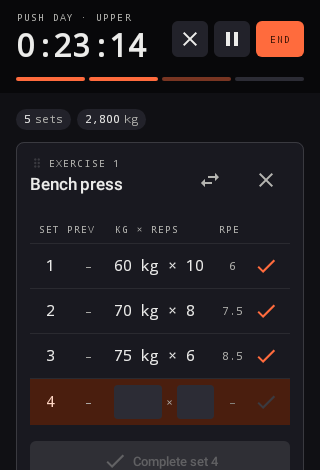 PUSH DAY · UPPER
0:23:14
END
5 sets 2,800 kg
EXERCISE 1
Bench press
SET PREV KG × REPS RPE
1 – 60 kg × 10 6
2 – 70 kg × 8 7.5
3 – 75 kg × 6 8.5
4 – × –
Complete set 4